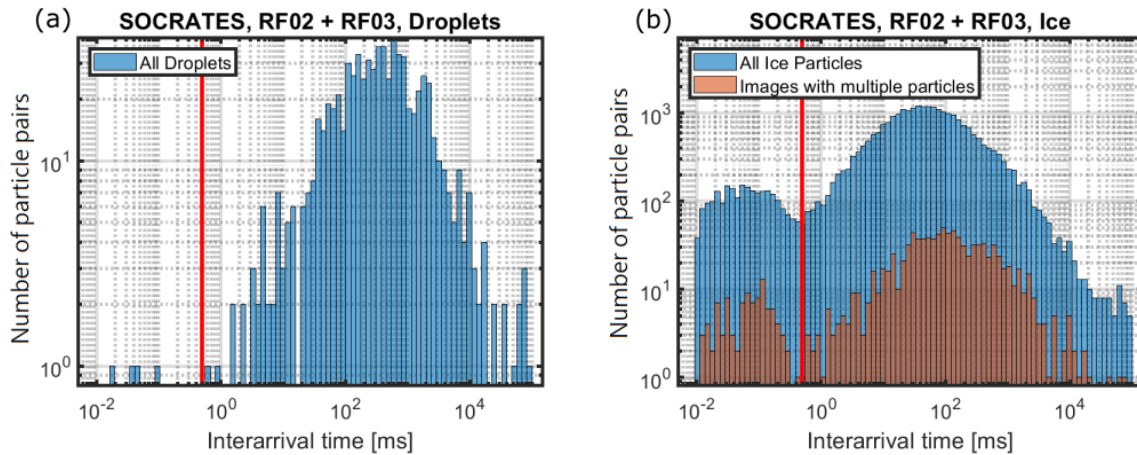 (a)
SOCRATES, RF02 + RF03, Droplets
All Droplets
Number of particle pairs
10^1
10^0
10^-2
10^0
10^2
10^4
Interarrival time [ms]
(b)
SOCRATES, RF02 + RF03, Ice
All Ice Particles
Images with multiple particles
Number of particle pairs
10^3
10^2
10^1
10^0
10^-2
10^0
10^2
10^4
Interarrival time [ms]